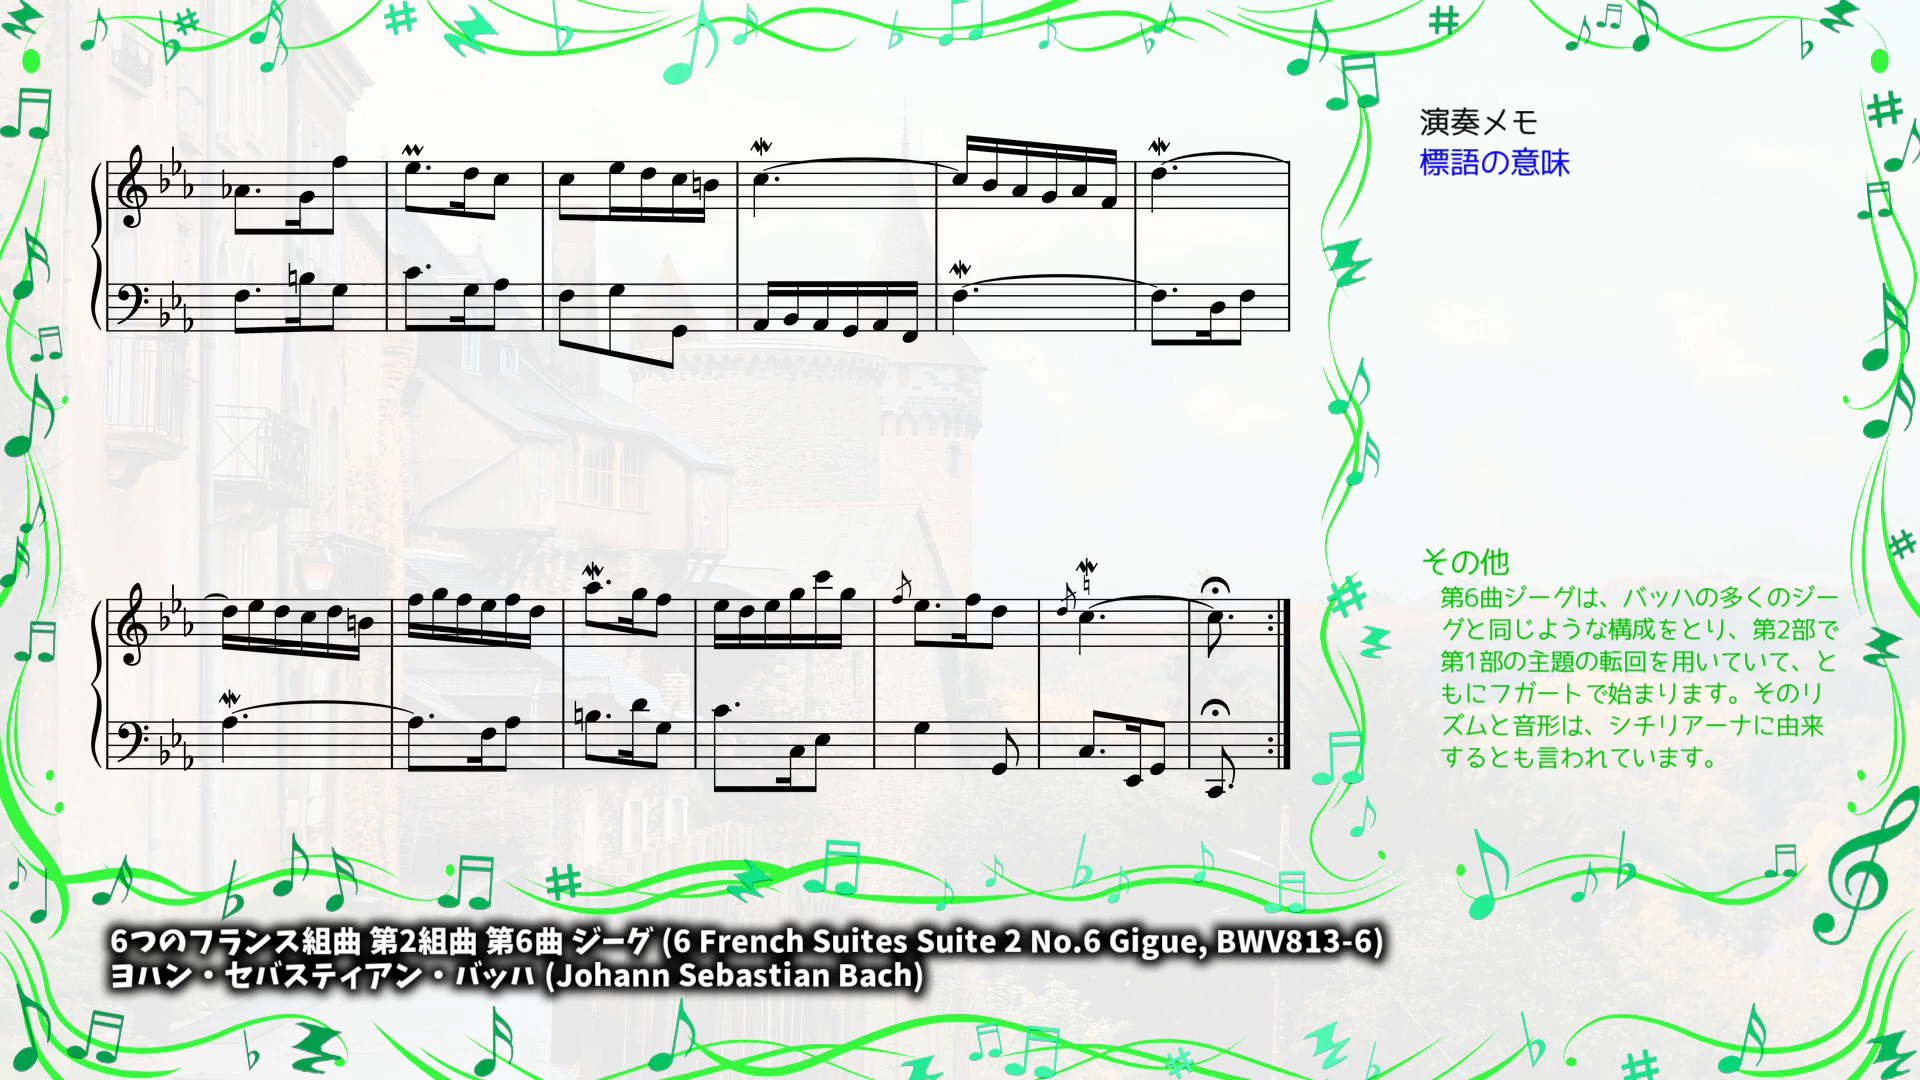 演奏メモ
標語の意味
その他
第6曲ジーグは、バッハの多くのジー
グと同じような構成をとり、第2部で
第1部の主題の転回を用いていて、と
もにフガートで始まります。そのリ
ズムと音形は、シチリアーナに由来
するとも言われています。
6つのフランス組曲 第2組曲 第6曲 ジーグ (6 French Suites Suite 2 No.6 Gigue, BWV813-6)
ヨハン・セバスティアン・バッハ (Johann Sebastian Bach)